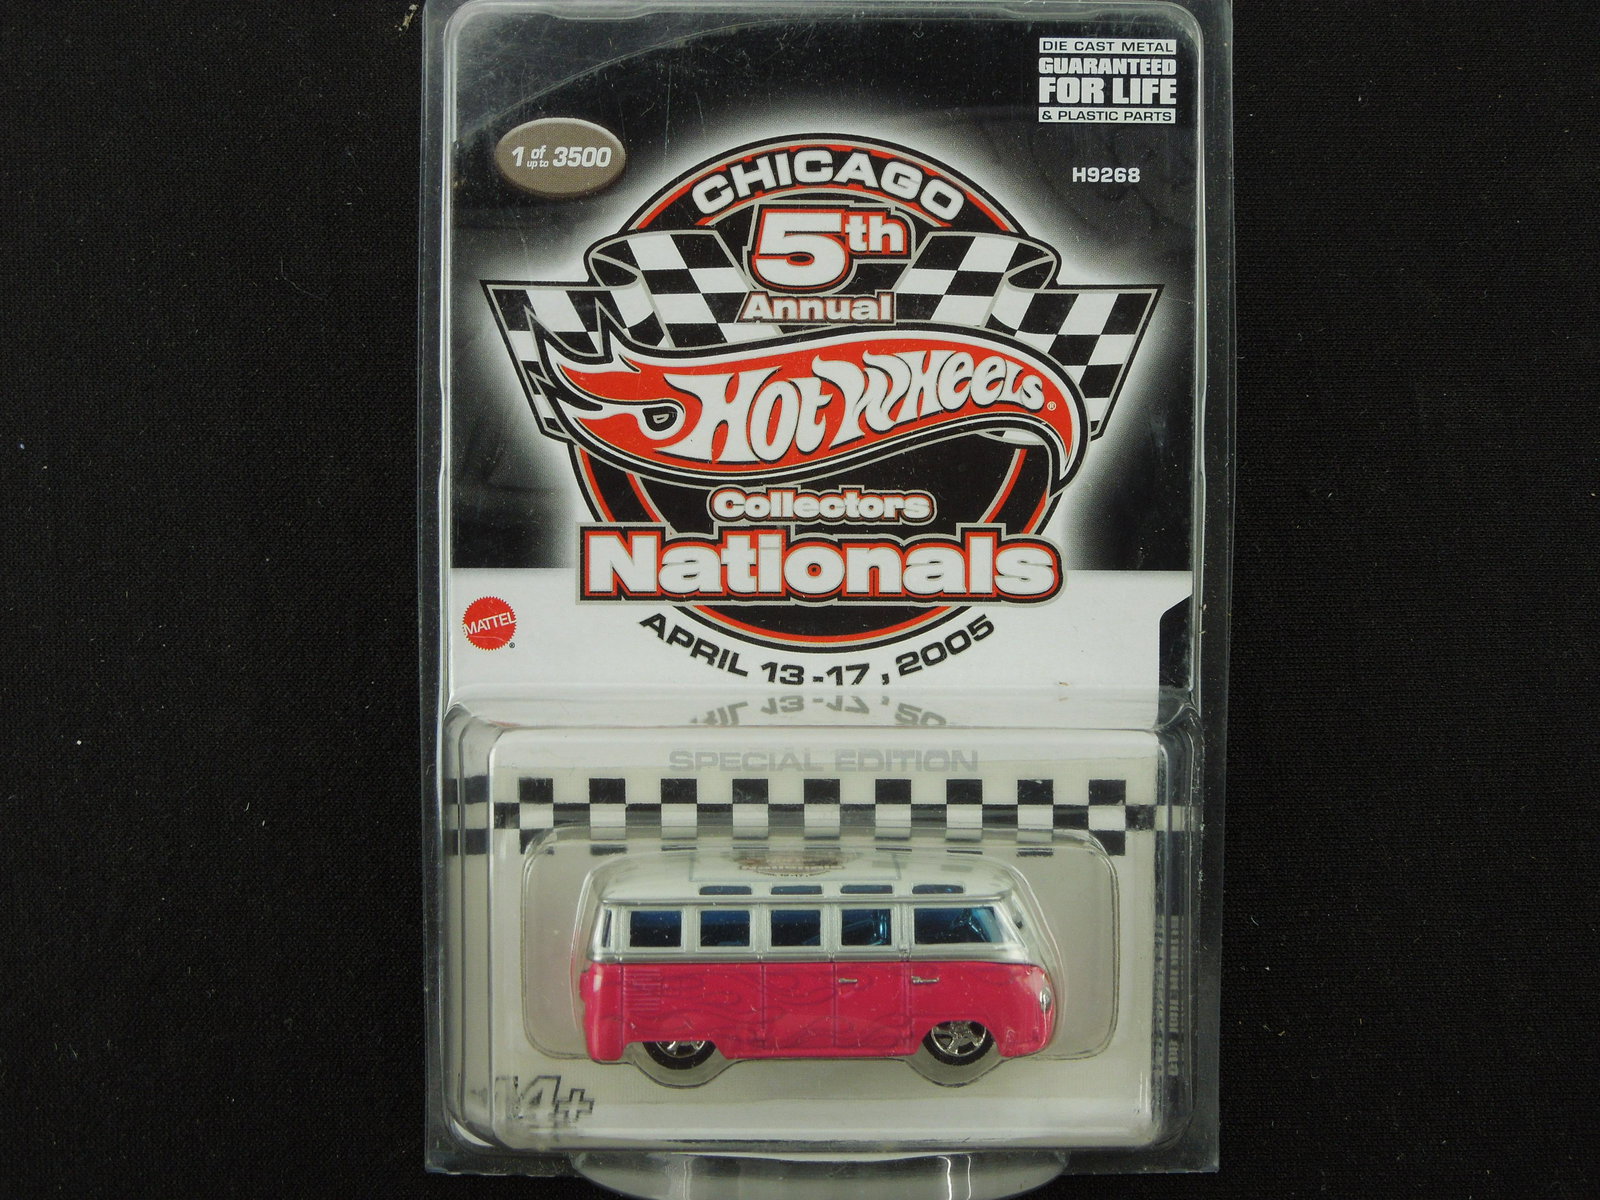 DIE CAST METAL
GUARANTEED
FOR LIFE
& PLASTIC PARTS
1 of up to 3500
H9268
CHICAGO
5th
Annual
Hot Wheels®
Collectors
Nationals
MATTEL®
APRIL 13-17, 2005
SPECIAL EDITION
Nationals
14+